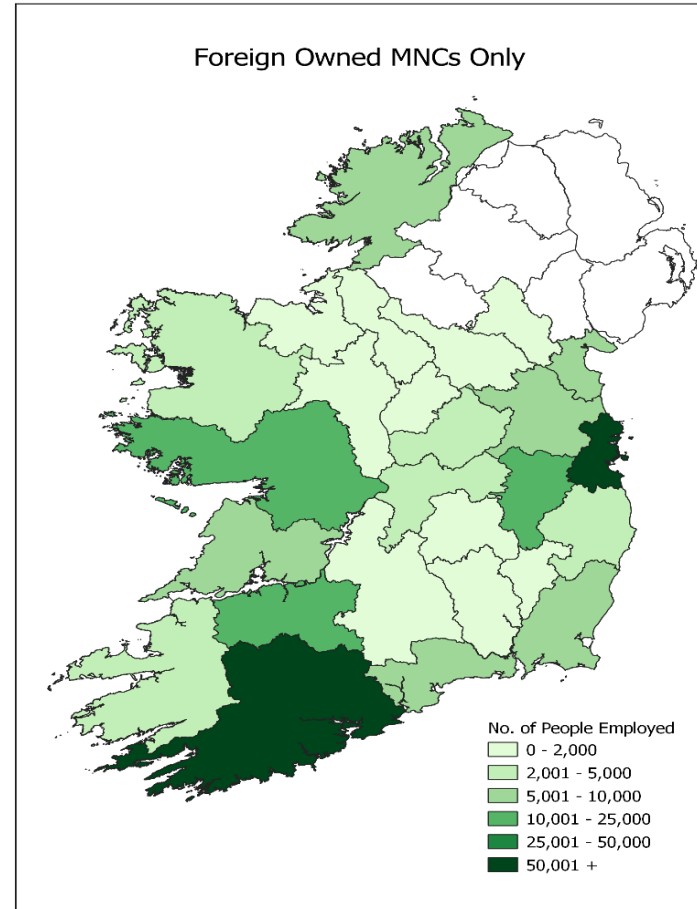 Foreign Owned MNCs Only
No. of People Employed
0 - 2,000
2,001 - 5,000
5,001 - 10,000
10,001 - 25,000
25,001 - 50,000
50,001 +